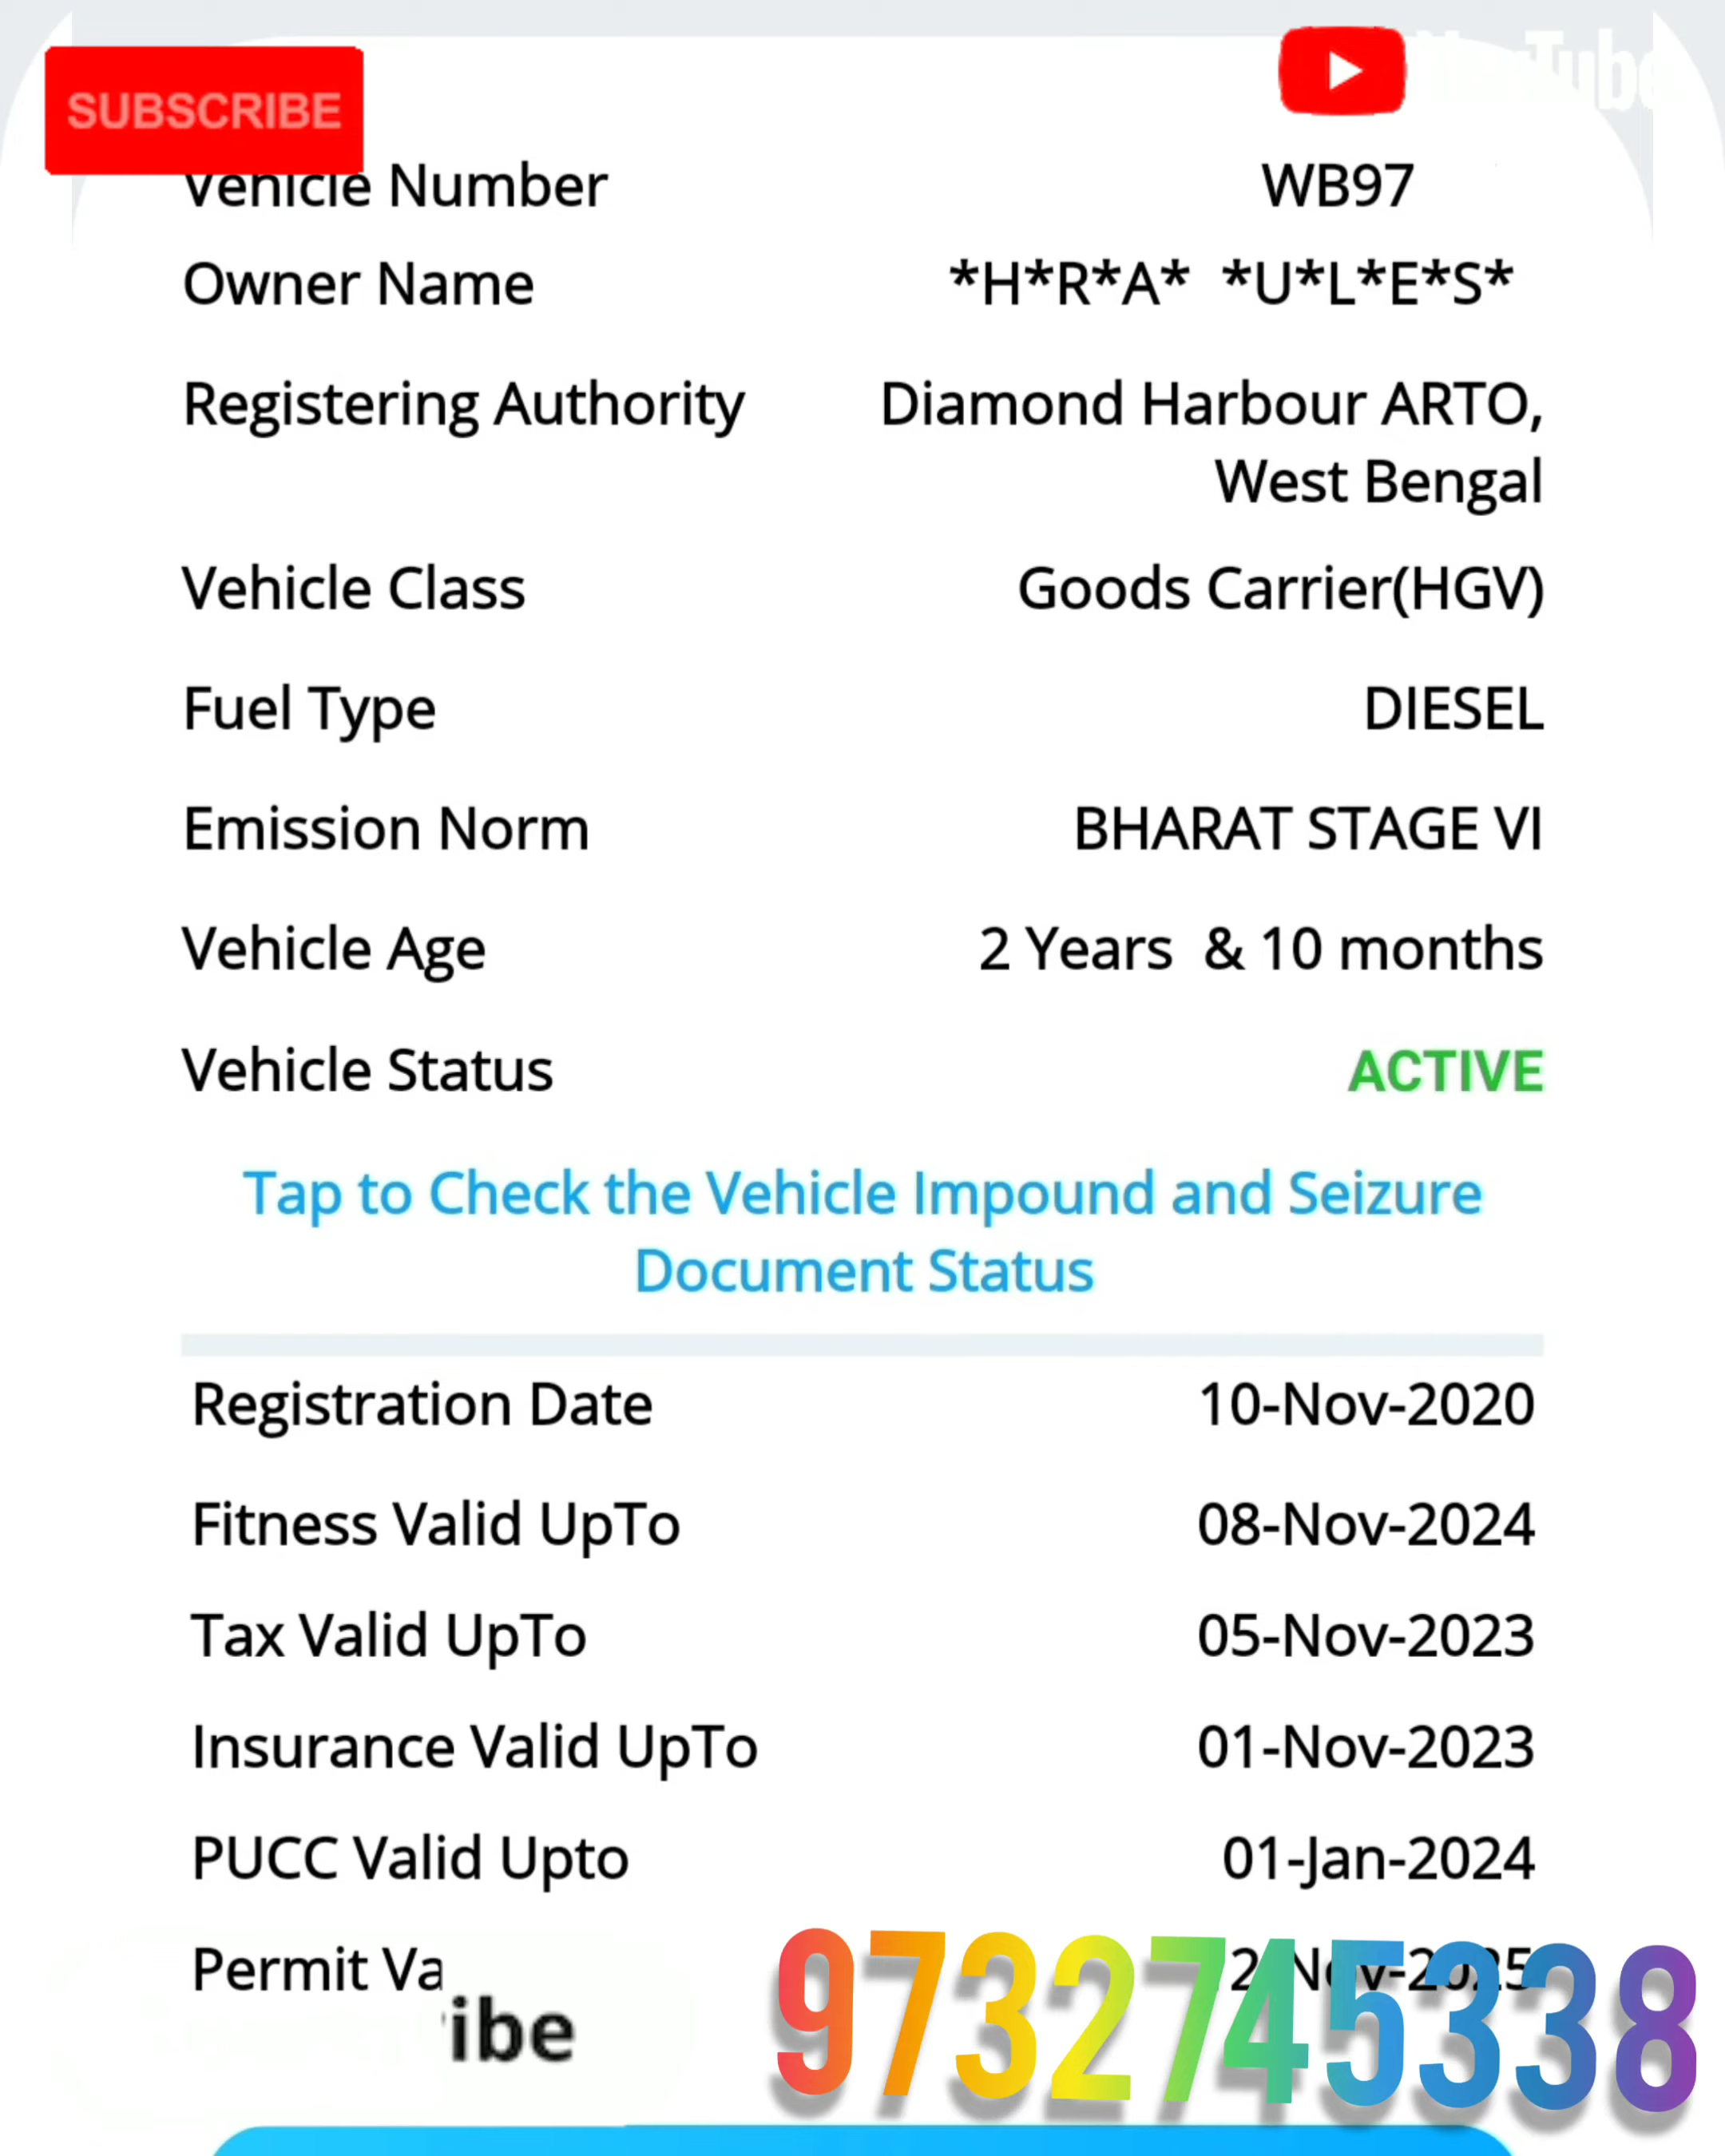 SUBSCRIBE
Vehicle Number WB97
Owner Name *H*R*A* *U*L*E*S*
Registering Authority Diamond Harbour ARTO,
West Bengal
Vehicle Class Goods Carrier(HGV)
Fuel Type DIESEL
Emission Norm BHARAT STAGE VI
Vehicle Age 2 Years & 10 months
Vehicle Status ACTIVE
Tap to Check the Vehicle Impound and Seizure
Document Status
Registration Date 10-Nov-2020
Fitness Valid UpTo 08-Nov-2024
Tax Valid UpTo 05-Nov-2023
Insurance Valid UpTo 01-Nov-2023
PUCC Valid Upto 01-Jan-2024
Permit Va
ibe
9732745338